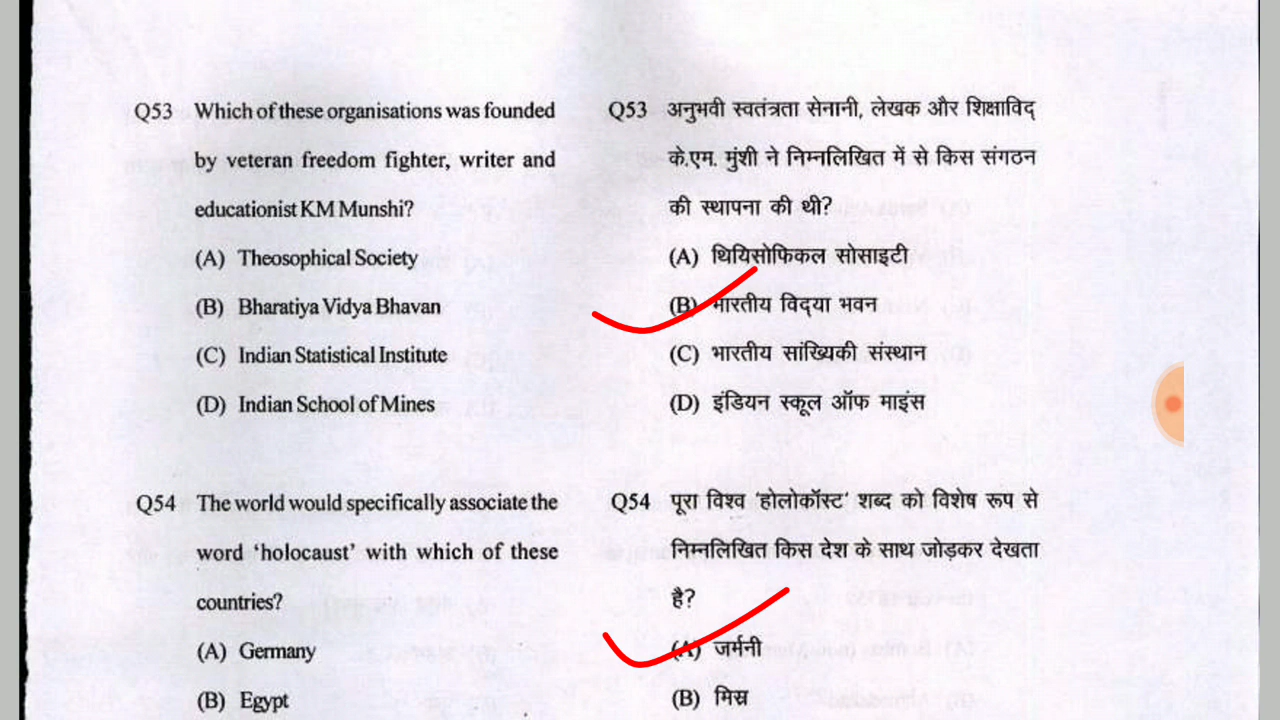 Q53 Which of these organisations was founded
by veteran freedom fighter, writer and
educationist KM Munshi?
(A) Theosophical Society
(B) Bharatiya Vidya Bhavan
(C) Indian Statistical Institute
(D) Indian School of Mines
Q54 The world would specifically associate the
word 'holocaust' with which of these
countries?
(A) Germany
(B) Egypt
Q53 अनुभवी स्वतंत्रता सेनानी, लेखक और शिक्षाविद्
के.एम. मुंशी ने निम्नलिखित में से किस संगठन
की स्थापना की थी?
(A) थियिसोफिकल सोसाइटी
(B) भारतीय विद्या भवन
(C) भारतीय सांख्यिकी संस्थान
(D) इंडियन स्कूल ऑफ माइंस
Q54 पूरा विश्व 'होलोकॉस्ट' शब्द को विशेष रूप से
निम्नलिखित किस देश के साथ जोड़कर देखता
है?
(A) जर्मनी
(B) मिस्र